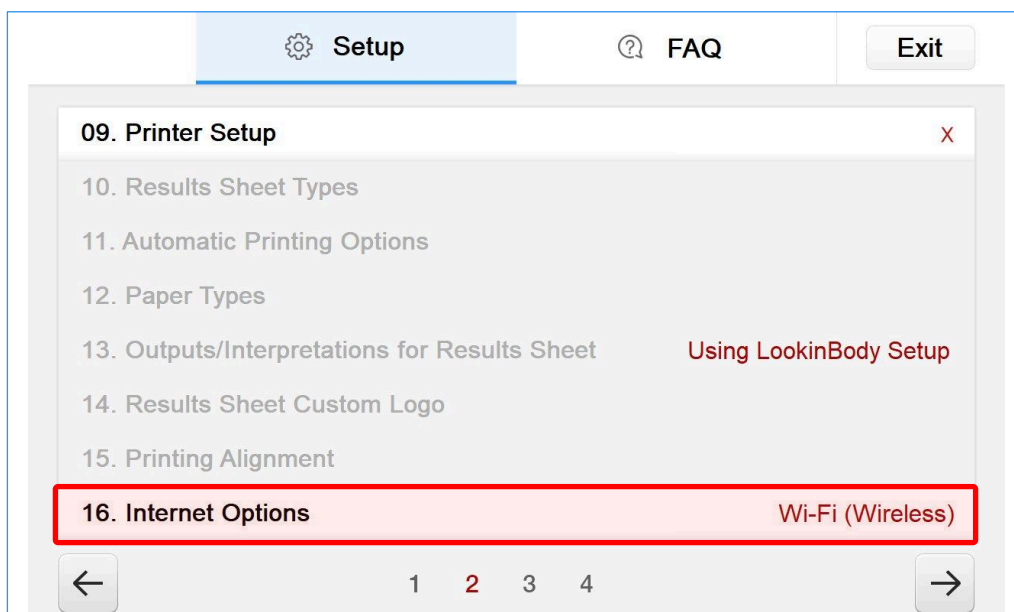 Setup FAQ Exit
09. Printer Setup X
10. Results Sheet Types
11. Automatic Printing Options
12. Paper Types
13. Outputs/Interpretations for Results Sheet Using LookinBody Setup
14. Results Sheet Custom Logo
15. Printing Alignment
16. Internet Options Wi-Fi (Wireless)
1 2 3 4